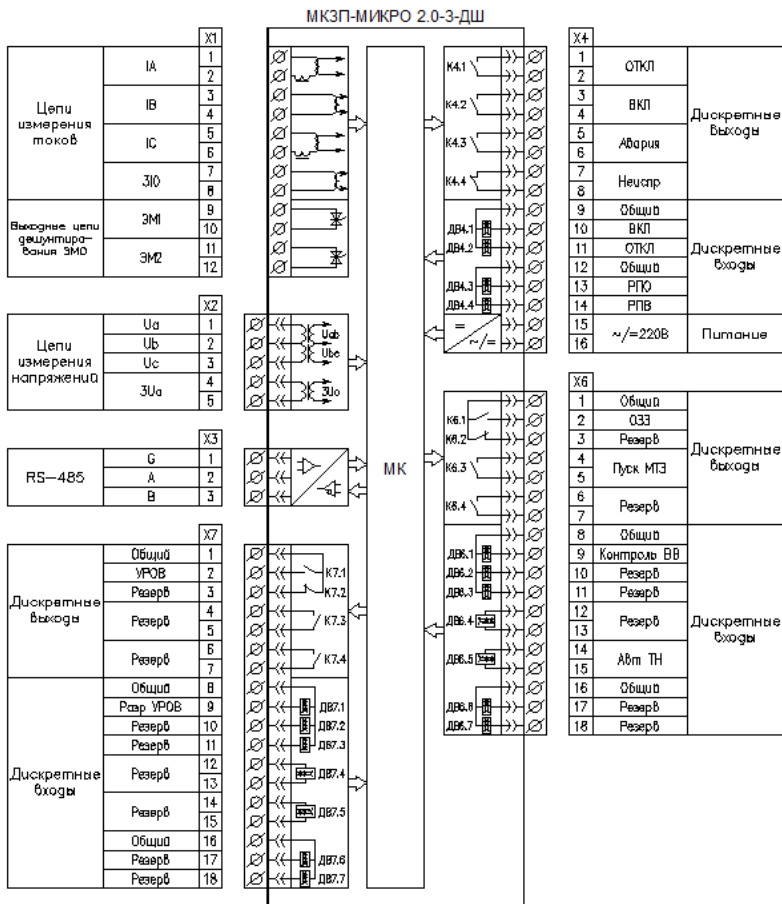 МКЗП-МИКРО 2.0-3-ДШ
X1
Цепи измерения токов
IA
1
2
IB
3
4
IC
5
6
3I0
7
8
Выходные цепи дешунтирования ЭМО
ЭМ1
9
10
ЭМ2
11
12
X2
Цепи измерения напряжений
Ua
1
Ub
2
Uc
3
3Uo
4
5
Uab
Ubc
3Uo
X3
RS-485
G
1
A
2
B
3
МК
X7
Дискретные выходы
Общий
1
УРОВ
2
Резерв
3
Резерв
4
5
Резерв
6
7
K7.1
K7.2
K7.3
K7.4
Дискретные входы
Общий
8
Разр УРОВ
9
Резерв
10
Резерв
11
Резерв
12
13
Резерв
14
15
Общий
16
Резерв
17
Резерв
18
ДВ7.1
ДВ7.2
ДВ7.3
ДВ7.4
ДВ7.5
ДВ7.6
ДВ7.7
X4
K4.1
K4.2
K4.3
K4.4
1
2
ОТКЛ
3
4
ВКЛ
5
6
Авария
7
8
Неиспр
Дискретные выходы
ДВ4.1
ДВ4.2
ДВ4.3
ДВ4.4
9
Общий
10
ВКЛ
11
ОТКЛ
12
Общий
13
РПО
14
РПВ
Дискретные входы
=
~/=
15
16
~/=220В
Питание
X6
K6.1
K6.2
K6.3
K6.4
1
Общий
2
ОЗЗ
3
Резерв
4
5
Пуск МТЗ
6
7
Резерв
Дискретные выходы
ДВ6.1
ДВ6.2
ДВ6.3
ДВ6.4
ДВ6.5
ДВ6.6
ДВ6.7
8
Общий
9
Контроль ВВ
10
Резерв
11
Резерв
12
13
Резерв
14
15
Авт ТН
16
Общий
17
Резерв
18
Резерв
Дискретные входы